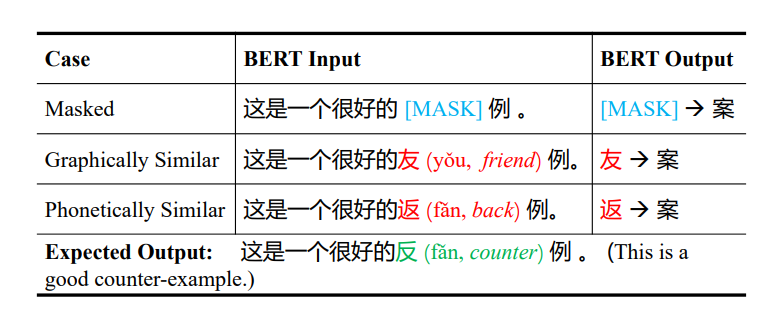 Case BERT Input BERT Output
Masked 这是一个很好的 [MASK] 例 。 [MASK] → 案
Graphically Similar 这是一个很好的友 (yǒu, friend) 例。 友 → 案
Phonetically Similar 这是一个很好的返 (fǎn, back) 例。 返 → 案
Expected Output: 这是一个很好的反 (fǎn, counter) 例 。 (This is a
good counter-example.)